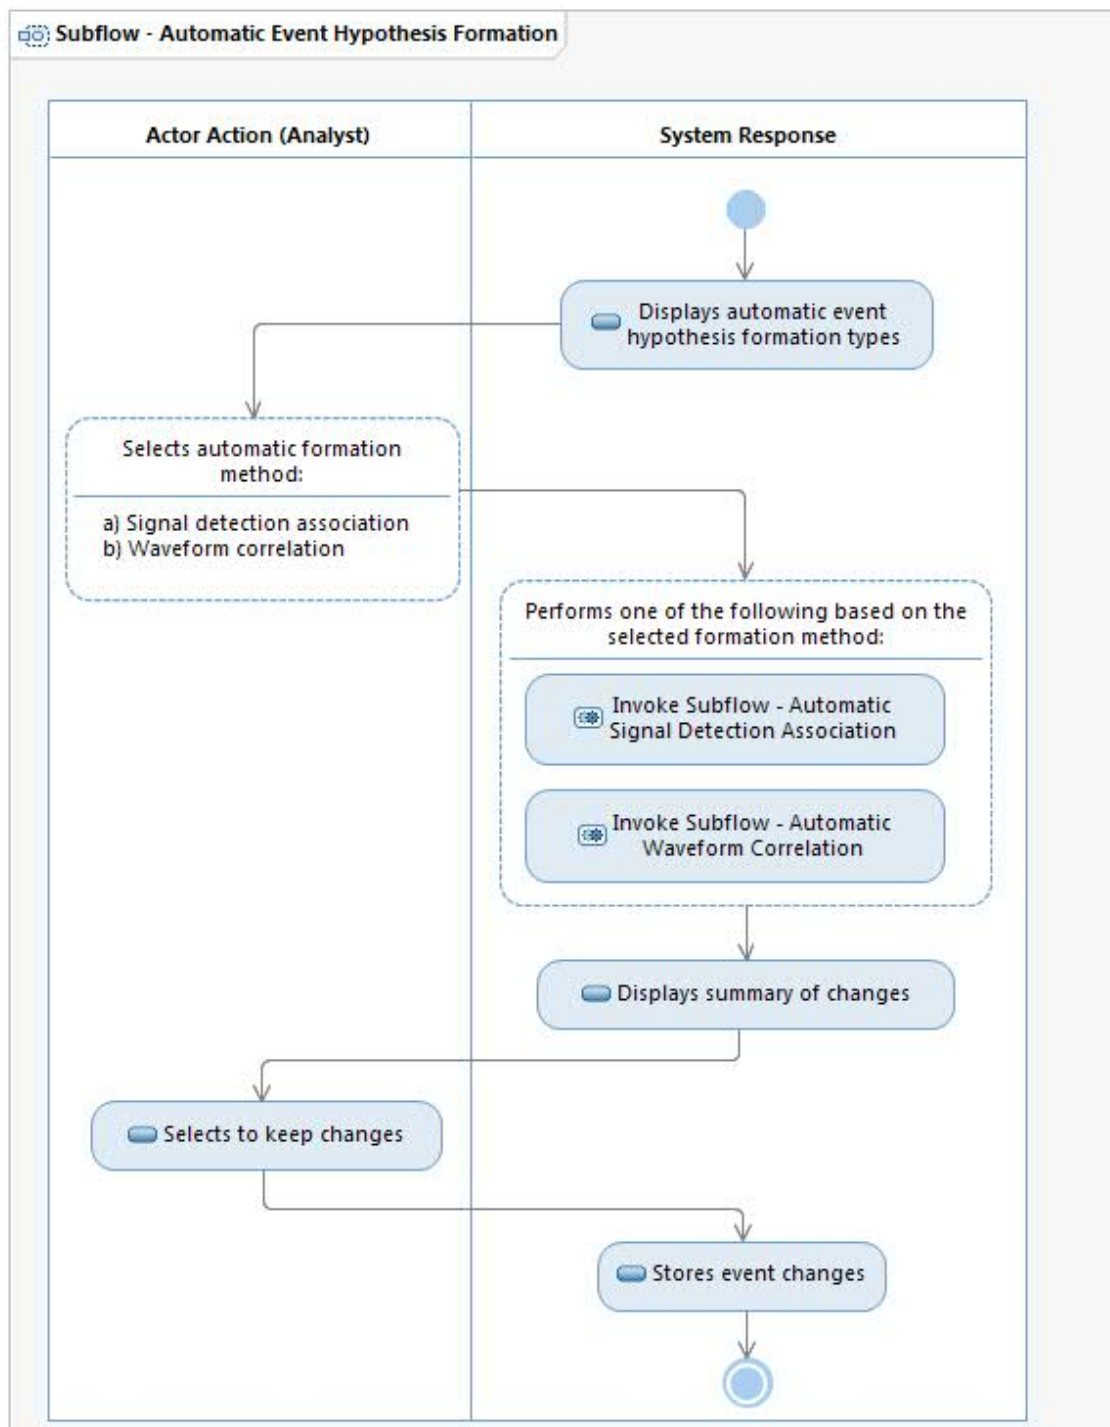 Subflow - Automatic Event Hypothesis Formation
Actor Action (Analyst)
System Response
Displays automatic event
hypothesis formation types
Selects automatic formation
method:
a) Signal detection association
b) Waveform correlation
Performs one of the following based on the
selected formation method:
Invoke Subflow - Automatic
Signal Detection Association
Invoke Subflow - Automatic
Waveform Correlation
Displays summary of changes
Selects to keep changes
Stores event changes